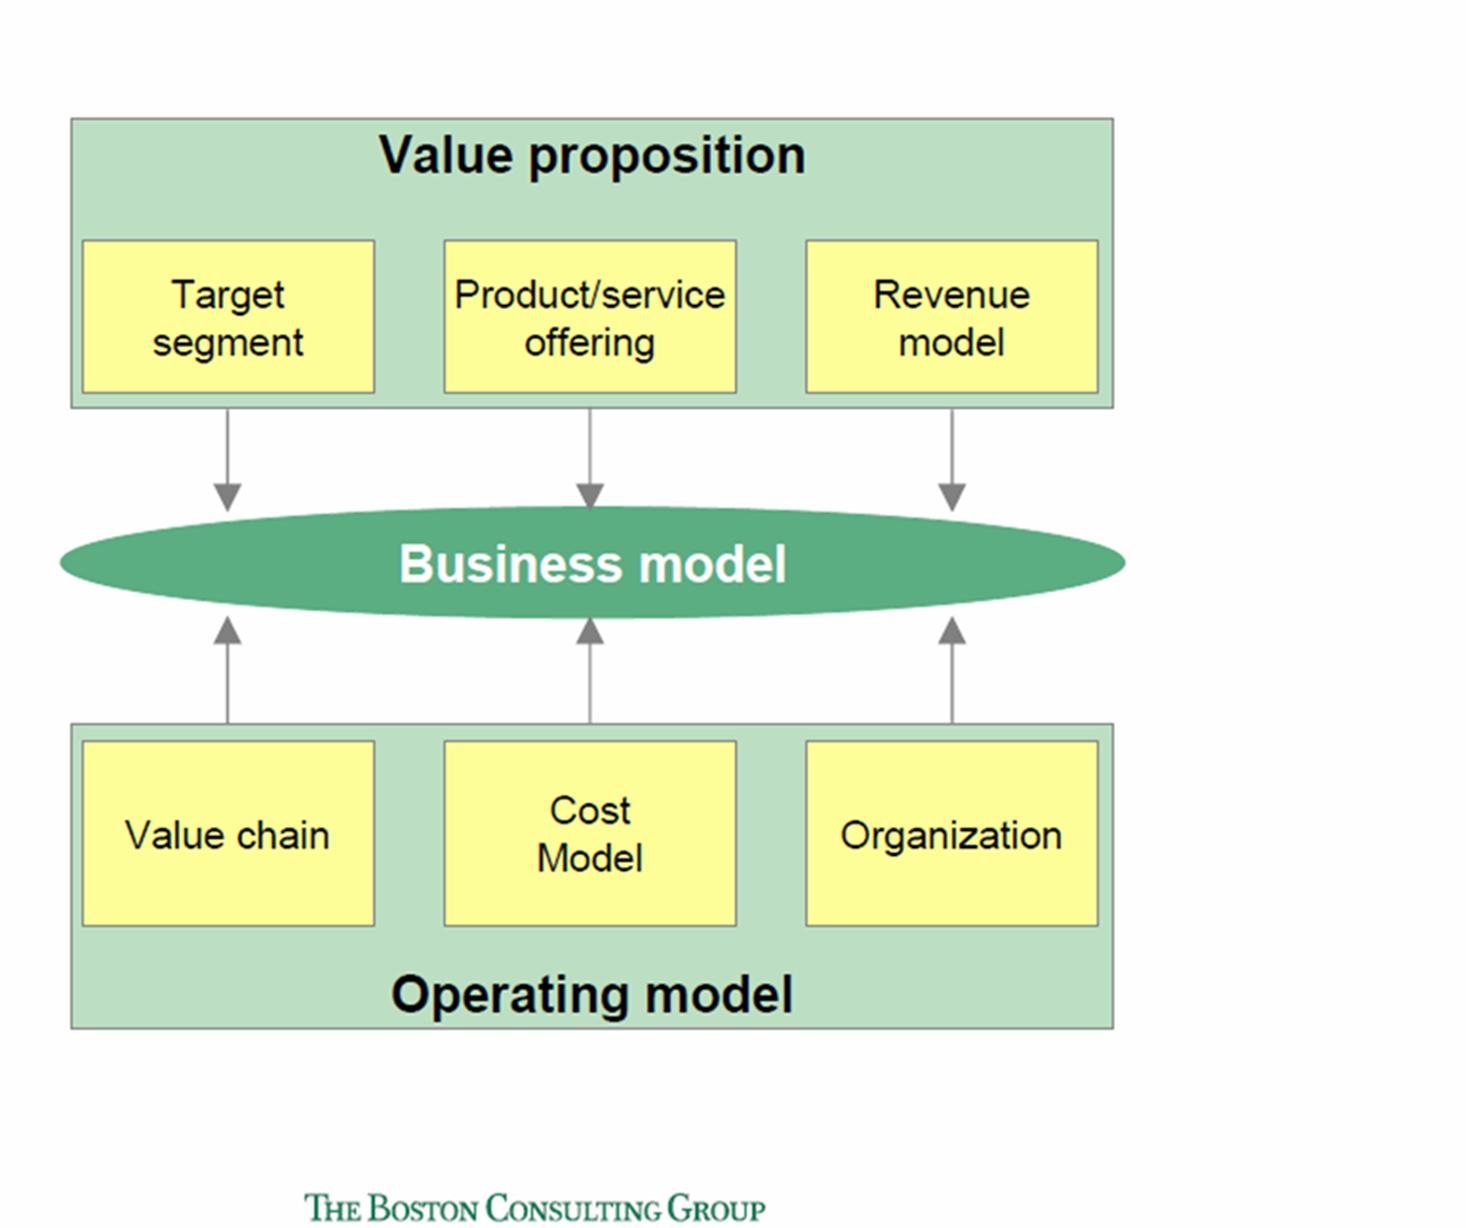 Value proposition
Target
segment
Product/service
offering
Revenue
model
Business model
Value chain
Cost
Model
Organization
Operating model
THE BOSTON CONSULTING GROUP